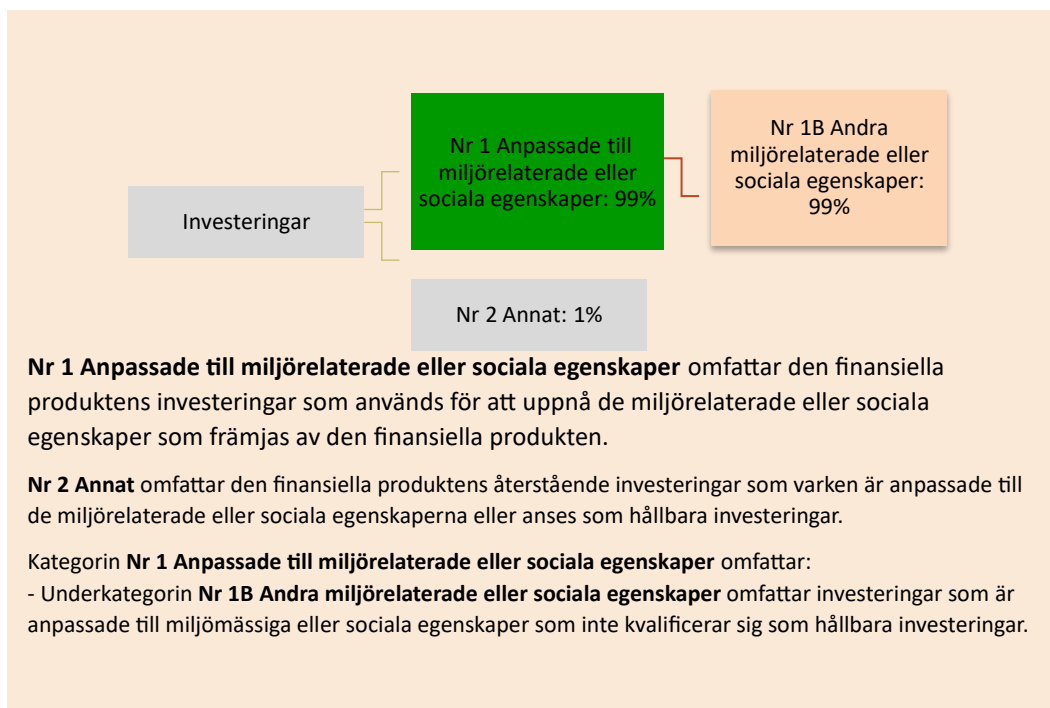 Nr 1 Anpassade till
miljörelaterade eller
sociala egenskaper: 99%
Nr 1B Andra
miljörelaterade eller
sociala egenskaper:
99%
Investeringar
Nr 2 Annat: 1%
Nr 1 Anpassade till miljörelaterade eller sociala egenskaper omfattar den finansiella
produktens investeringar som används för att uppnå de miljörelaterade eller sociala
egenskaper som främjas av den finansiella produkten.
Nr 2 Annat omfattar den finansiella produktens återstående investeringar som varken är anpassade till
de miljörelaterade eller sociala egenskaperna eller anses som hållbara investeringar.
Kategorin Nr 1 Anpassade till miljörelaterade eller sociala egenskaper omfattar:
- Underkategorin Nr 1B Andra miljörelaterade eller sociala egenskaper omfattar investeringar som är
anpassade till miljömässiga eller sociala egenskaper som inte kvalificerar sig som hållbara investeringar.